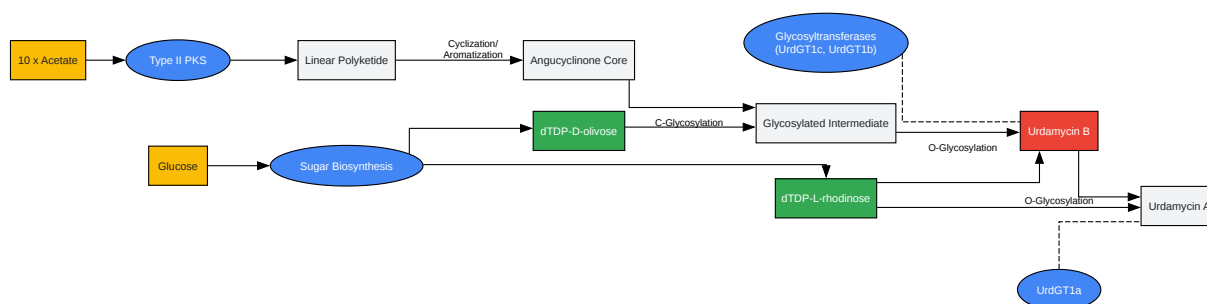 Glycosyltransferases
(UrdGT1c, UrdGT1b)
10 x Acetate
Type II PKS
Linear Polyketide
Cyclization/
Aromatization
Angucyclinone Core
dTDP-D-olivose
C-Glycosylation
Glycosylated Intermediate
O-Glycosylation
Urdamycin B
Glucose
Sugar Biosynthesis
dTDP-L-rhodinose
O-Glycosylation
Urdamycin A
UrdGT1a